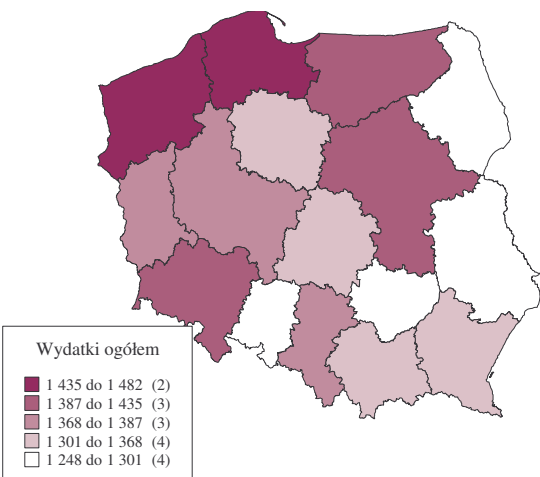 Wydatki ogółem
1 435 do 1 482 (2)
1 387 do 1 435 (3)
1 368 do 1 387 (3)
1 301 do 1 368 (4)
1 248 do 1 301 (4)